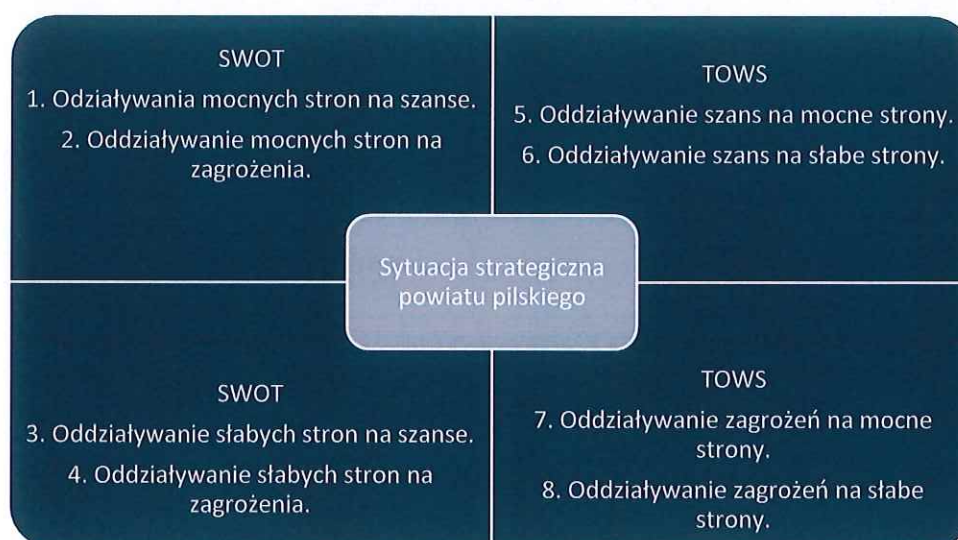 SWOT
1. Odziaływania mocnych stron na szanse.
2. Oddziaływanie mocnych stron na
zagrożenia.
TOWS
5. Oddziaływanie szans na mocne strony.
6. Oddziaływanie szans na słabe strony.
Sytuacja strategiczna
powiatu pilskiego
SWOT
3. Oddziaływanie słabych stron na szanse.
4. Oddziaływanie słabych stron na
zagrożenia.
TOWS
7. Oddziaływanie zagrożeń na mocne
strony.
8. Oddziaływanie zagrożeń na słabe
strony.